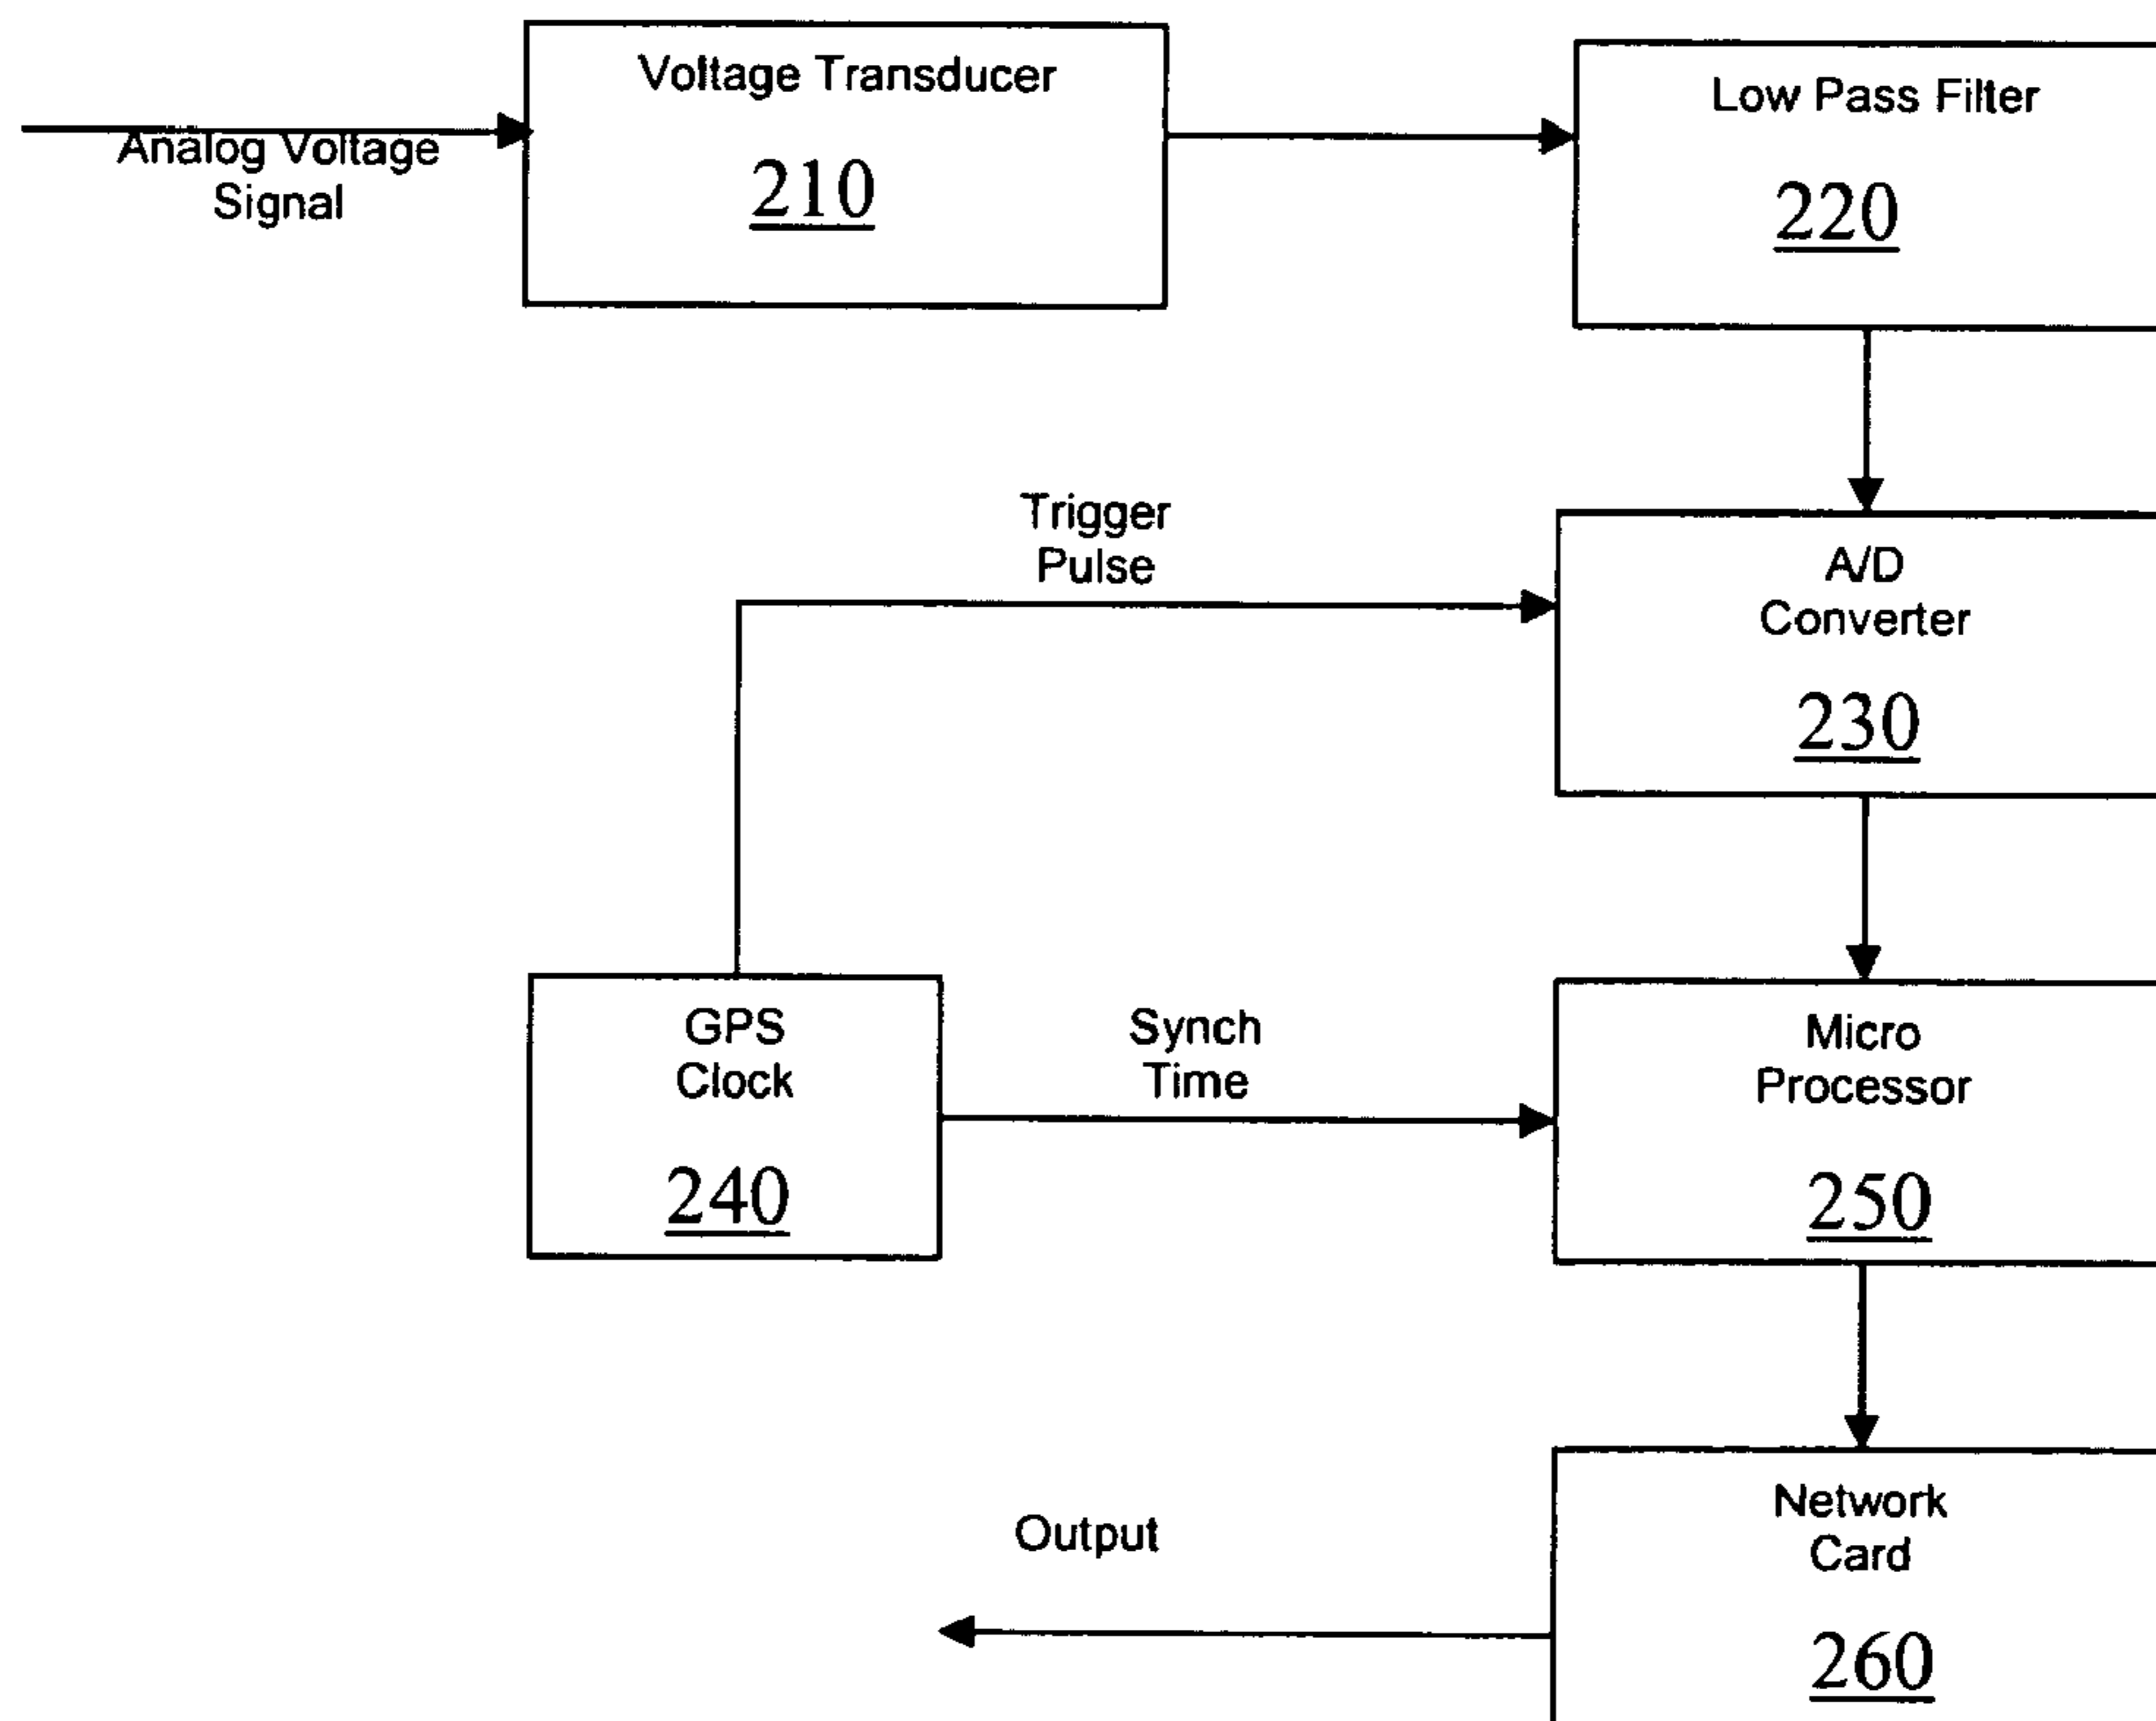 Voltage Transducer
210
Analog Voltage
Signal
Low Pass Filter
220
Trigger
Pulse
A/D
Converter
230
GPS
Clock
240
Synch
Time
Micro
Processor
250
Output
Network
Card
260